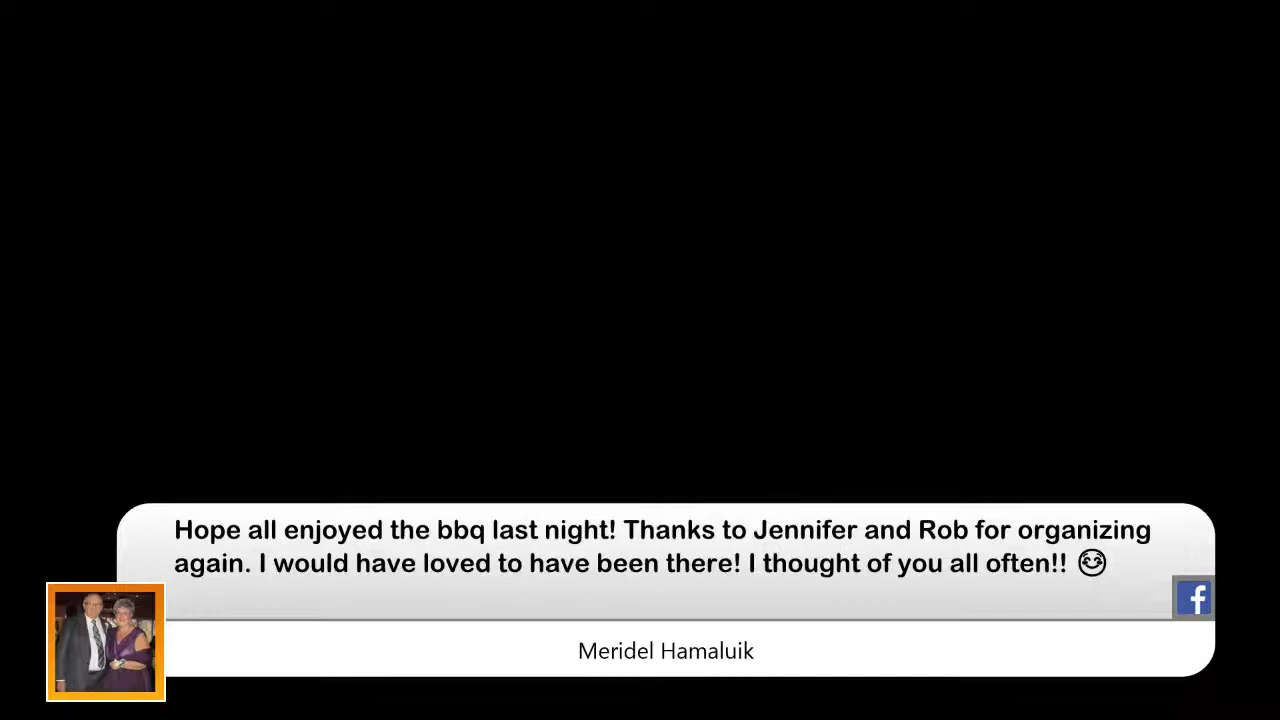 Hope all enjoyed the bbq last night! Thanks to Jennifer and Rob for organizing
again. I would have loved to have been there! I thought of you all often!! 😊
Meridel Hamaluik